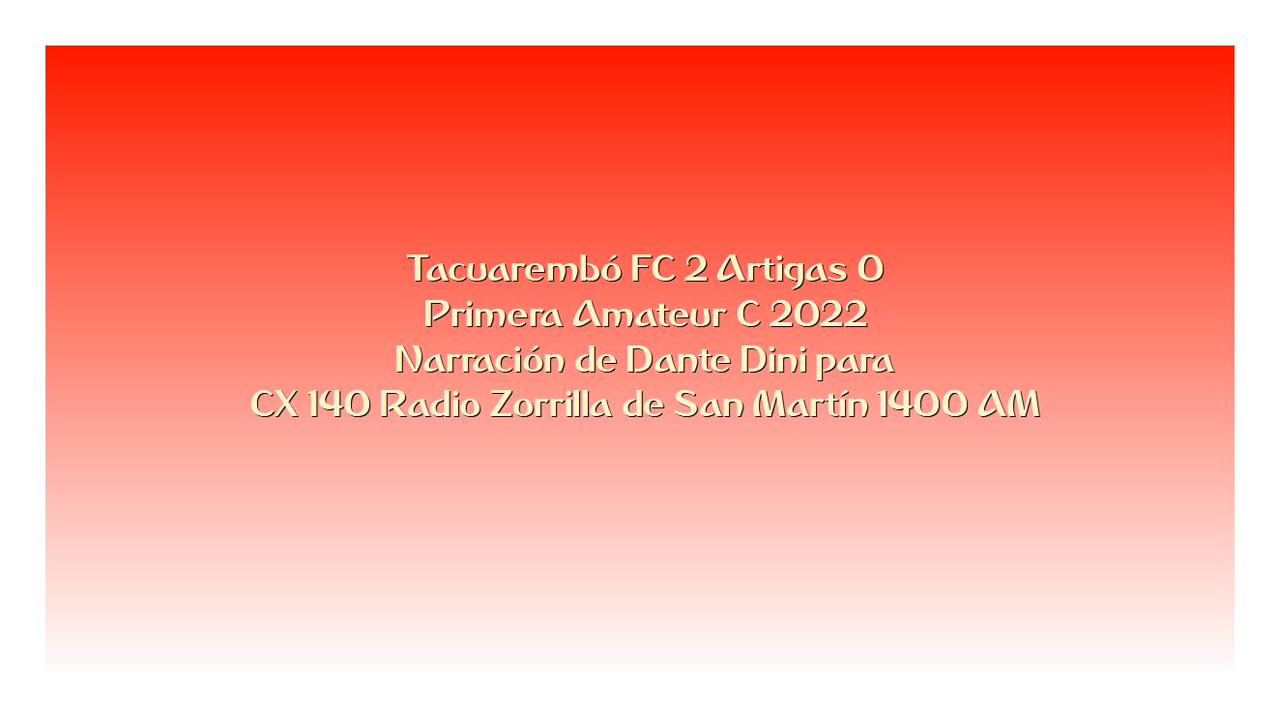 Tacuarembó FC 2 Artigas 0
Primera Amateur C 2022
Narración de Dante Dini para
CX 140 Radio Zorrilla de San Martín 1400 AM